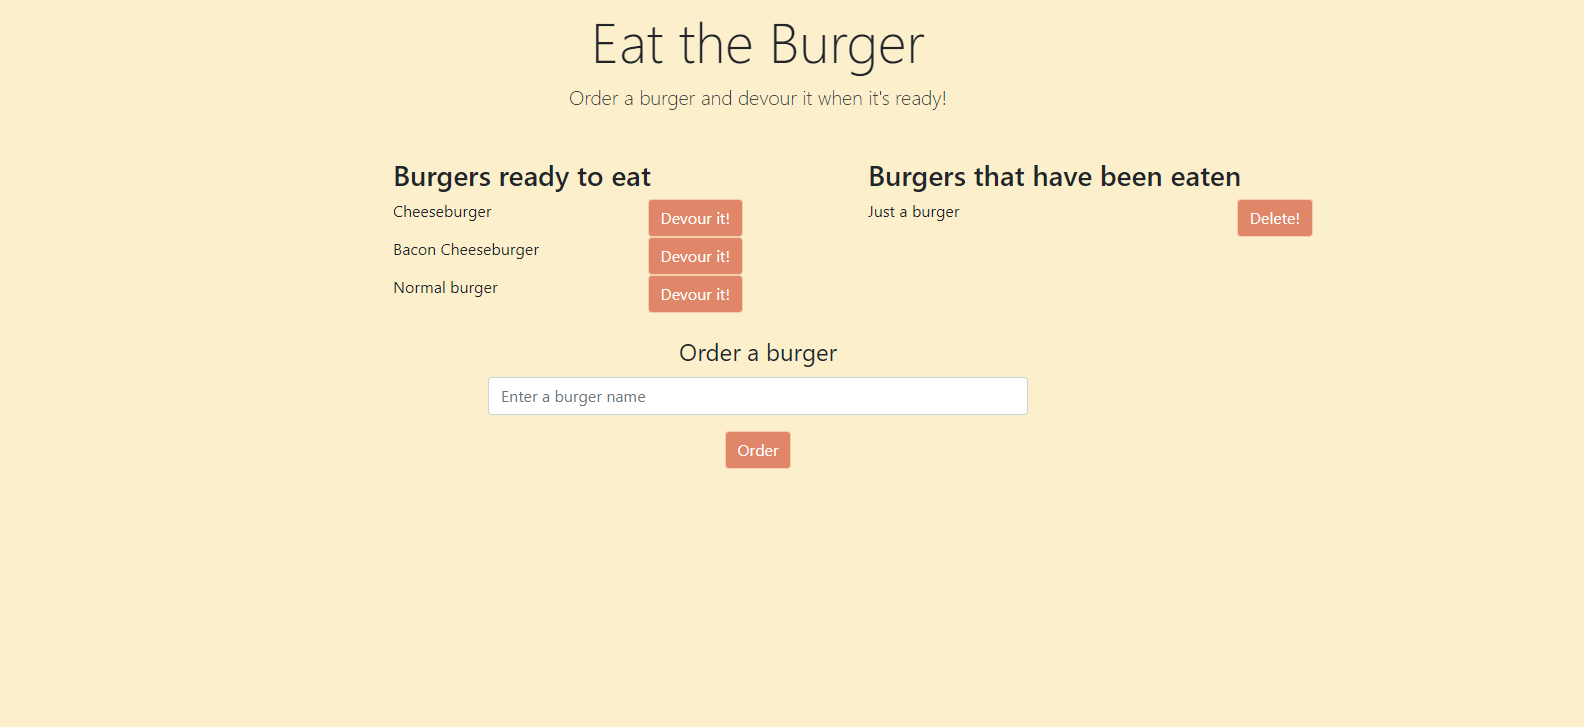 Eat the Burger
Order a burger and devour it when it's ready!
Burgers ready to eat
Cheeseburger Devour it!
Bacon Cheeseburger Devour it!
Normal burger Devour it!
Burgers that have been eaten
Just a burger Delete!
Order a burger
Enter a burger name
Order